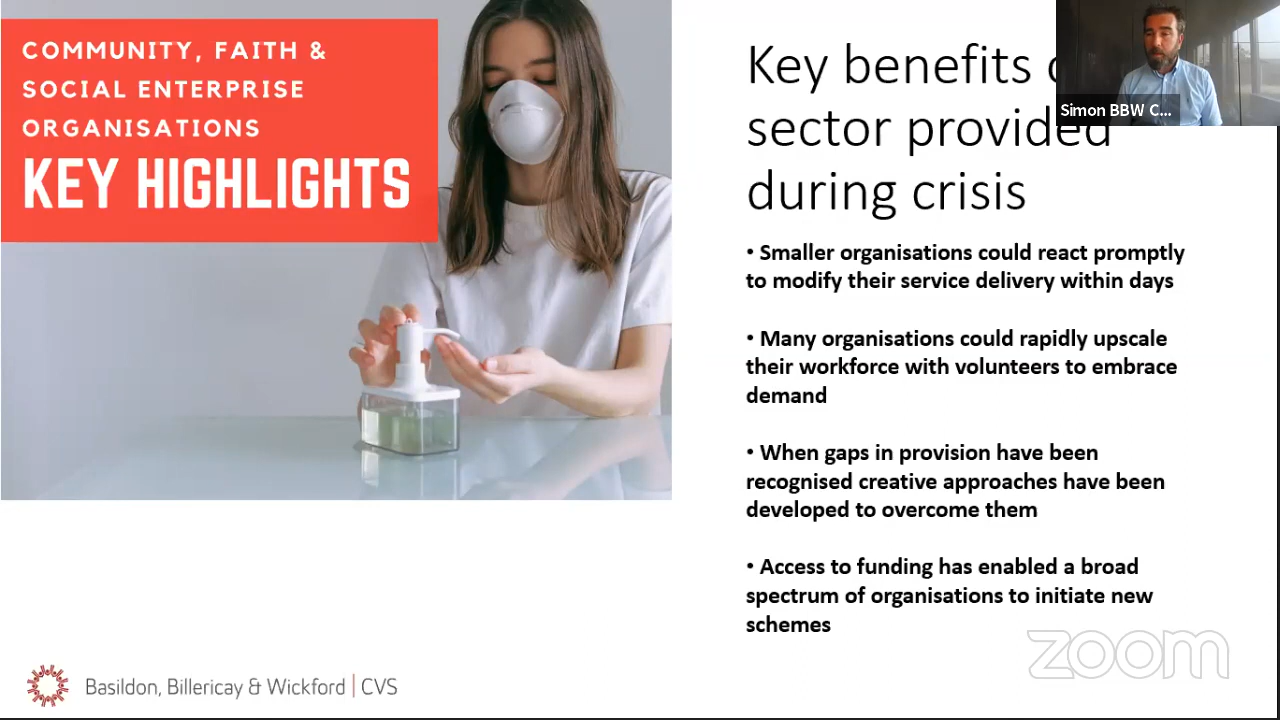 COMMUNITY, FAITH &
SOCIAL ENTERPRISE
ORGANISATIONS
KEY HIGHLIGHTS
Key benefits
sector provided
during crisis
Simon BBW C...
• Smaller organisations could react promptly
to modify their service delivery within days
• Many organisations could rapidly upscale
their workforce with volunteers to embrace
demand
• When gaps in provision have been
recognised creative approaches have been
developed to overcome them
• Access to funding has enabled a broad
spectrum of organisations to initiate new
schemes
zoom
Basildon, Billericay & Wickford | CVS